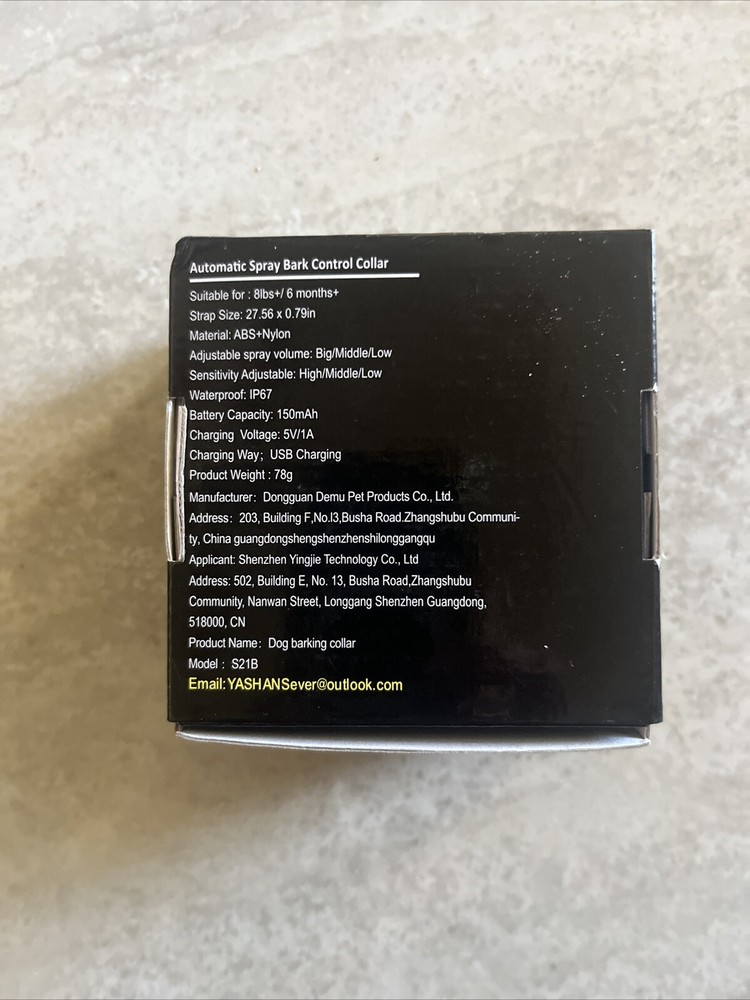 Automatic Spray Bark Control Collar
Suitable for : 8lbs+/ 6 months+
Strap Size: 27.56 x 0.79in
Material: ABS+Nylon
Adjustable spray volume: Big/Middle/Low
Sensitivity Adjustable: High/Middle/Low
Waterproof: IP67
Battery Capacity: 150mAh
Charging Voltage: 5V/1A
Charging Way； USB Charging
Product Weight : 78g
Manufacturer： Dongguan Demu Pet Products Co., Ltd.
Address： 203, Building F,No.I3,Busha Road.Zhangshubu Communi-
ty, China guangdongshengshenzhenshilonggangqu
Applicant: Shenzhen Yingjie Technology Co., Ltd
Address: 502, Building E, No. 13, Busha Road,Zhangshubu
Community, Nanwan Street, Longgang Shenzhen Guangdong,
518000, CN
Product Name： Dog barking collar
Model： S21B
Email:YASHANSever@outlook.com